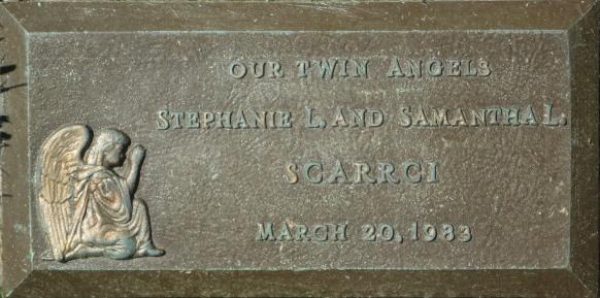 OUR TWIN ANGELS
STEPHANIE L. AND SAMANTHA L.
SCARRCI
MARCH 20, 1983